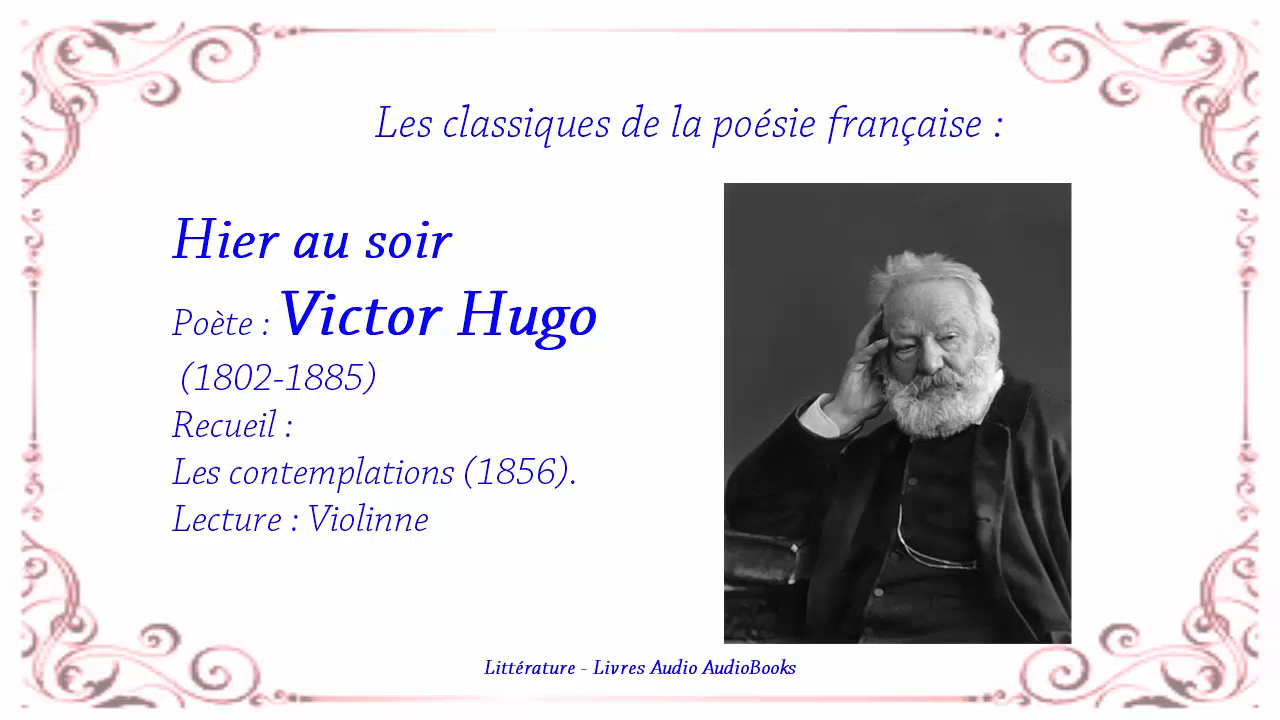 Les classiques de la poésie française :
Hier au soir
Poète : Victor Hugo
(1802-1885)
Recueil :
Les contemplations (1856).
Lecture : Violinne
Littérature - Livres Audio AudioBooks